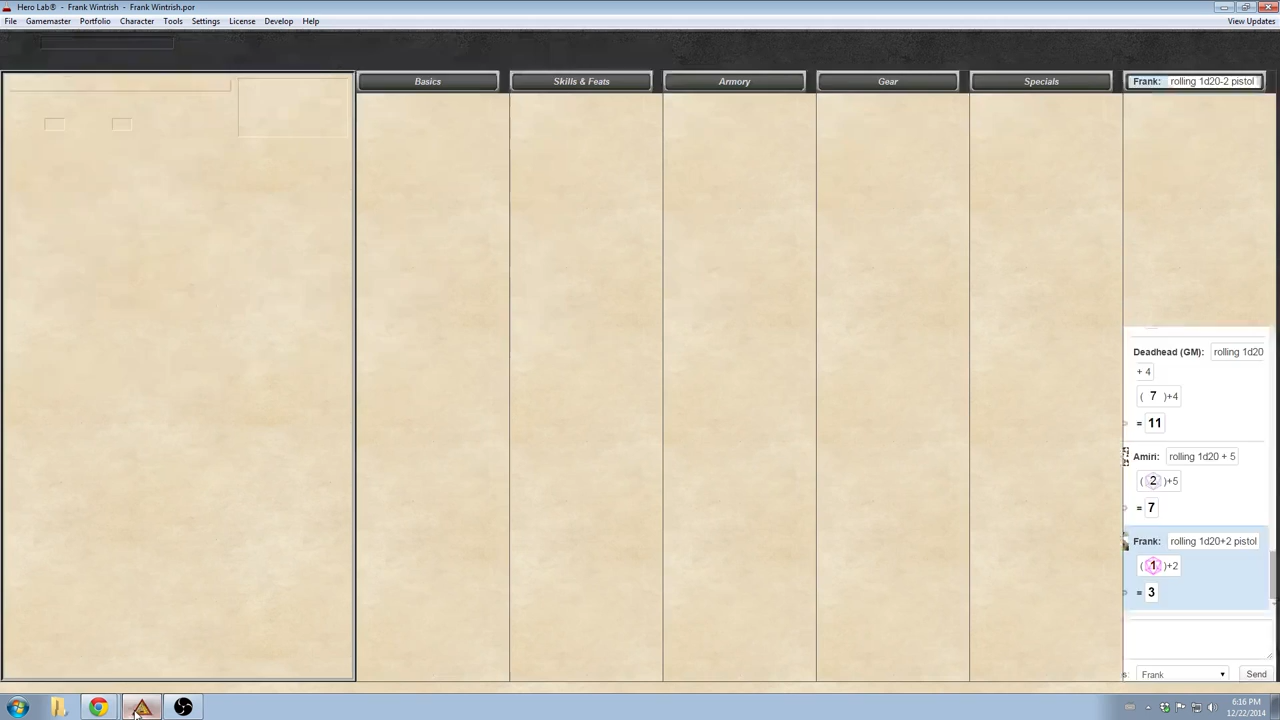 Hero Lab® - Frank Wintrish - Frank Wintrish.por
File Gamemaster Portfolio Character Tools Settings License Develop Help View Updates
Basics Skills & Feats Armory Gear Specials Frank: rolling 1d20-2 pistol
Deadhead (GM): rolling 1d20
+ 4
( 7 )+4
= 11
Amiri: rolling 1d20 + 5
( 2 )+5
= 7
Frank: rolling 1d20+2 pistol
( 1 )+2
= 3
s: Frank Send
6:16 PM
12/22/2014